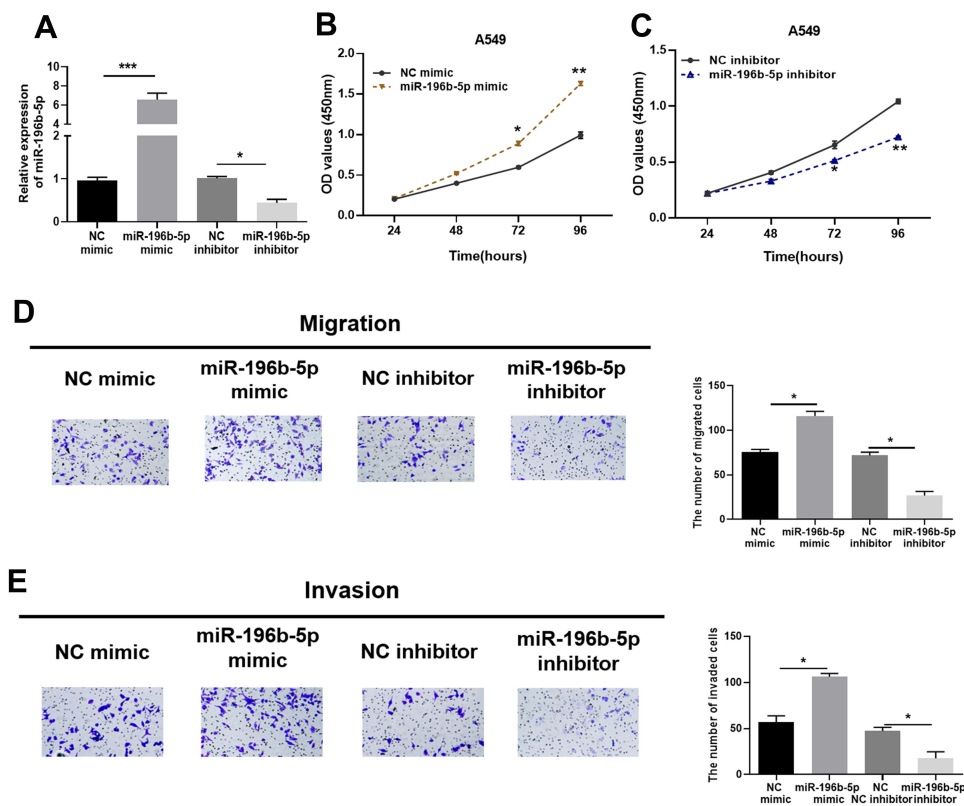 A
Relative expression
of miR-196b-5p
10
8
6
4
2
1
0
***
*
NC
mimic
miR-196b-5p
mimic
NC
inhibitor
miR-196b-5p
inhibitor
B
A549
OD values (450nm)
2.0
1.5
1.0
0.5
0.0
NC mimic
miR-196b-5p mimic
*
**
24
48
72
96
Time(hours)
C
A549
OD values (450nm)
1.5
1.0
0.5
0.0
NC inhibitor
miR-196b-5p inhibitor
*
**
24
48
72
96
Time(hours)
D
Migration
NC mimic
miR-196b-5p
mimic
NC inhibitor
miR-196b-5p
inhibitor
The number of migrated cells
150
100
50
0
*
*
NC
mimic
miR-196b-5p
mimic
NC
inhibitor
miR-196b-5p
inhibitor
E
Invasion
NC mimic
miR-196b-5p
mimic
NC inhibitor
miR-196b-5p
inhibitor
The number of invaded cells
150
100
50
0
*
*
NC
mimic
miR-196b-5p
mimic
NC
NC inhibitor
miR-196b-5p
inhibitor